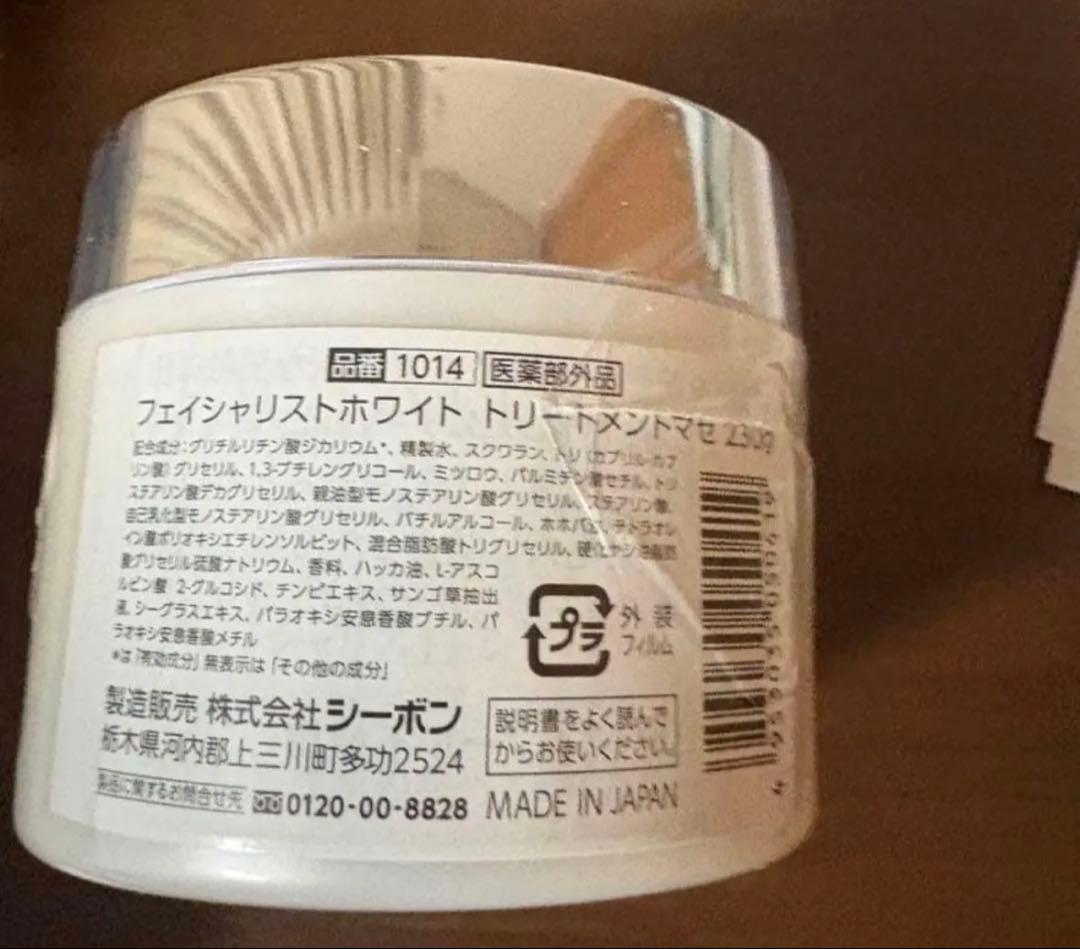 品番 1014 医薬部外品
フェイシャリストホワイト トリートメントマセ 230g
配合成分:グリチルリチン酸ジカリウム*、精製水、スクワラン、トリ(カプリル・カプ
リン酸)グリセリル、1,3-ブチレングリコール、ミツロウ、パルミチン酸セチル、トリ
ステアリン酸デカグリセリル、親油型モノステアリン酸グリセリル、ステアリン酸、
自己乳化型モノステアリン酸グリセリル、バチルアルコール、ホホバ油、テトラオレ
イン酸ポリオキシエチレンソルビット、混合脂肪酸トリグリセリル、硬化ヤシ油脂肪
酸グリセリル硫酸ナトリウム、香料、ハッカ油、L-アスコ
ルビン酸 2-グルコシド、チンピエキス、サンゴ草抽出
液、シーグラスエキス、パラオキシ安息香酸ブチル、パ
ラオキシ安息香酸メチル
*は「有効成分」無表示は「その他の成分」
プラ 外装
フィルム
製造販売 株式会社シーボン
栃木県河内郡上三川町多功2524
製品に関するお問合せ先 0120-00-8828
説明書をよく読んで
からお使いください。
MADE IN JAPAN